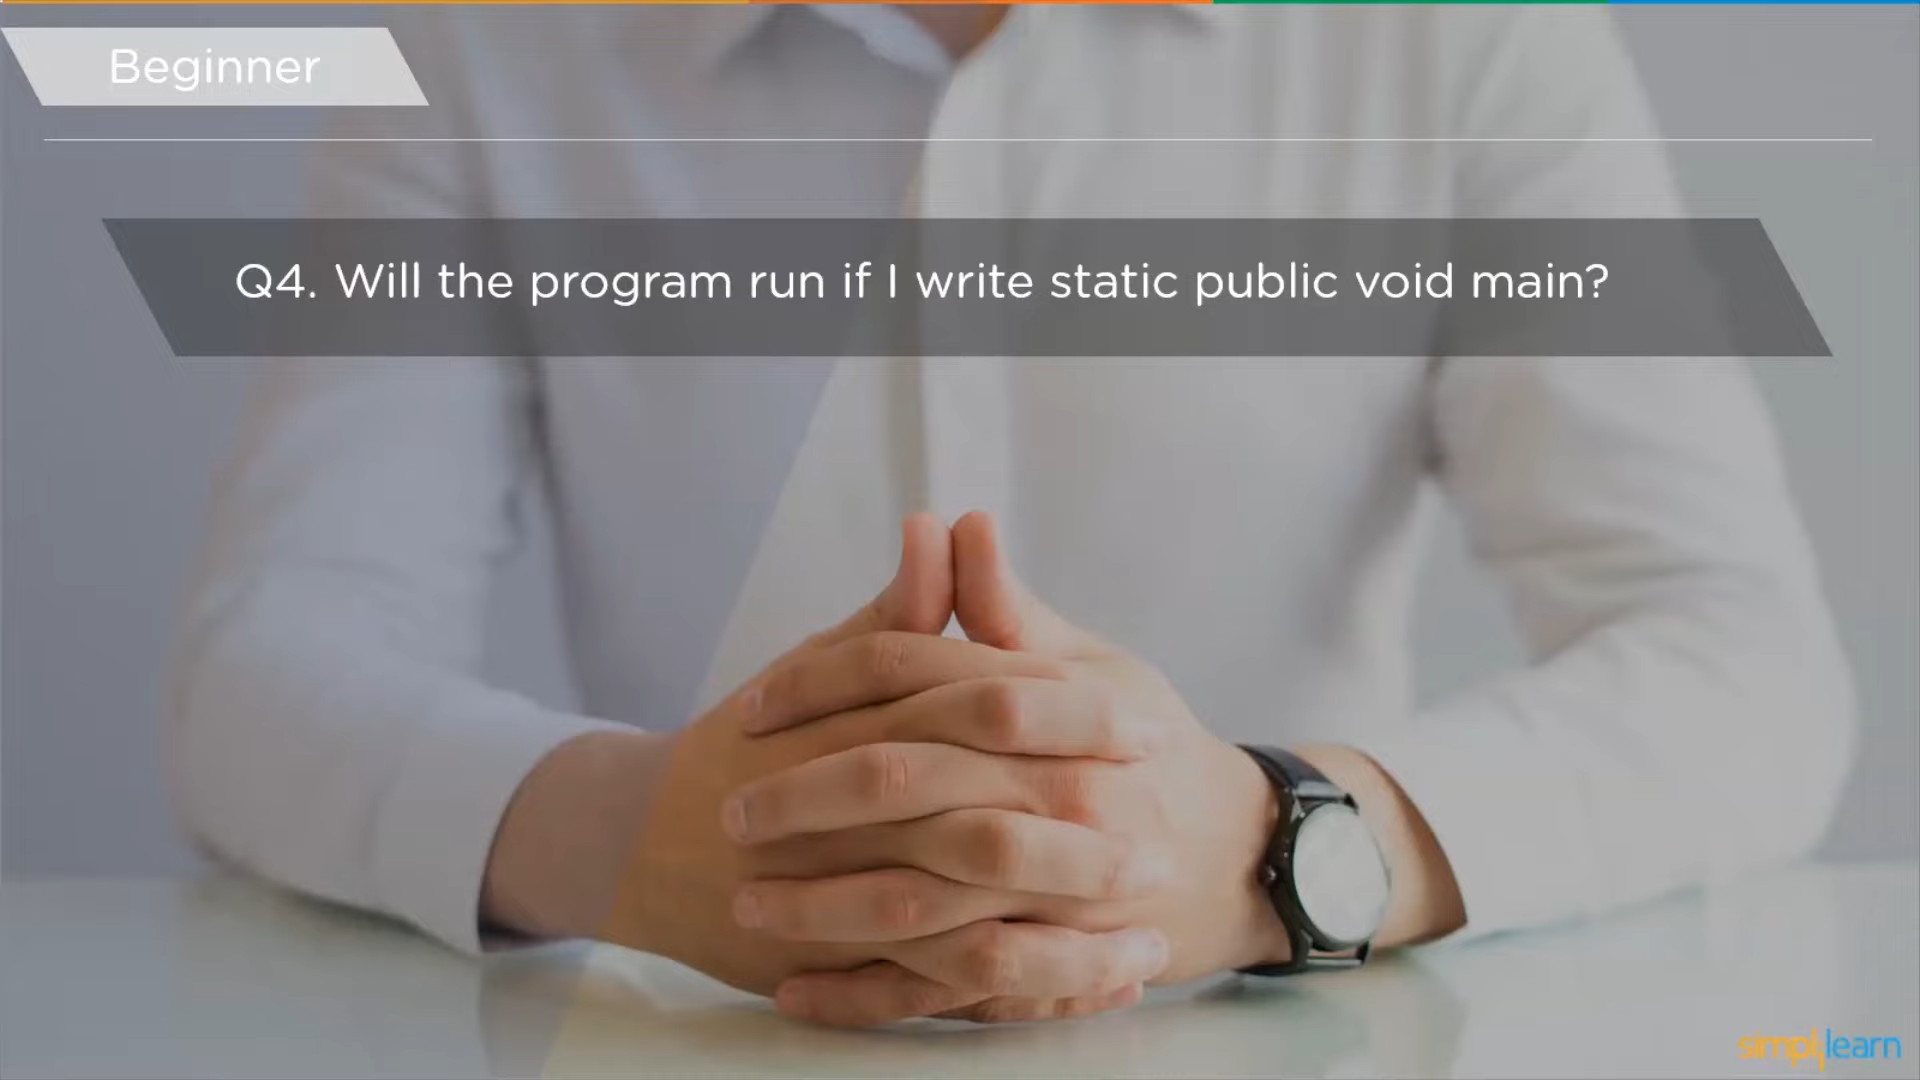 Beginner
Q4. Will the program run if I write static public void main?
simplilearn